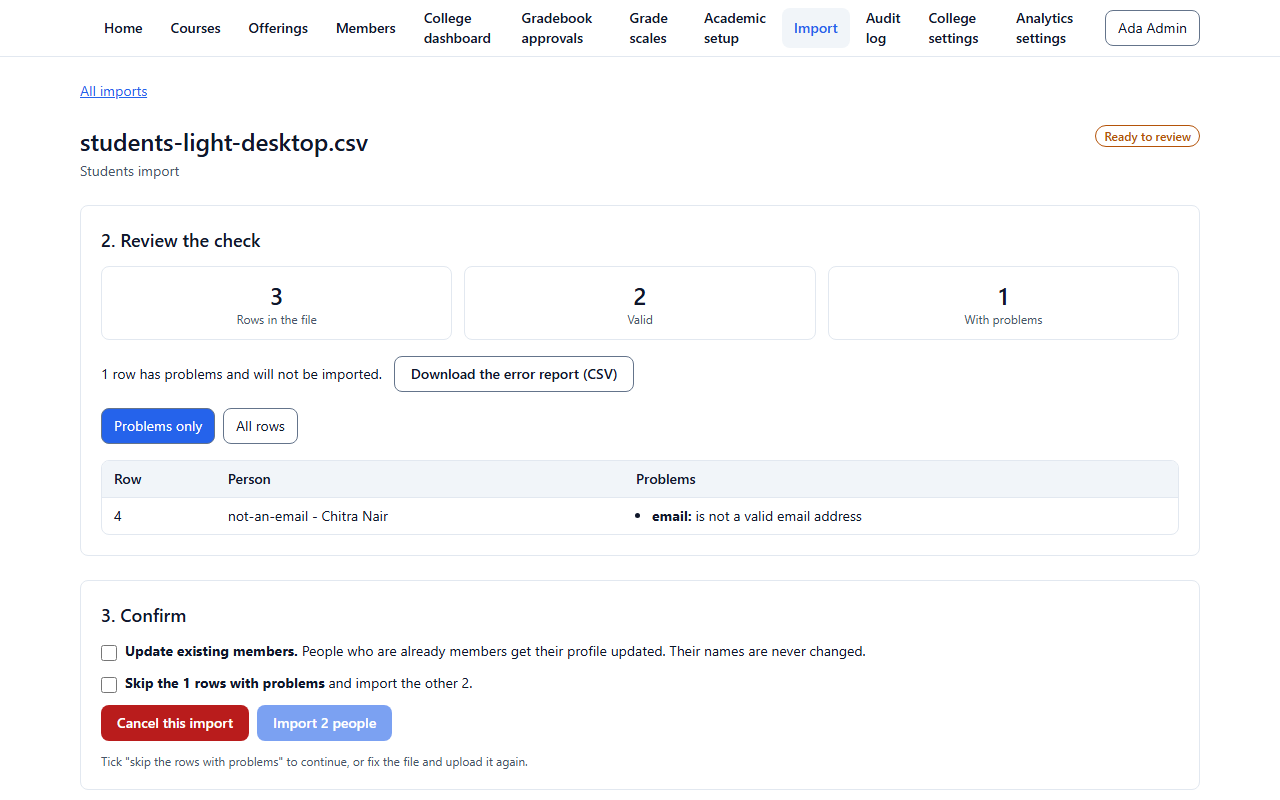 Home
Courses
Offerings
Members
College dashboard
Gradebook approvals
Grade scales
Academic setup
Import
Audit log
College settings
Analytics settings
Ada Admin
All imports
students-light-desktop.csv
Ready to review
Students import
2. Review the check
3
Rows in the file
2
Valid
1
With problems
1 row has problems and will not be imported.
Download the error report (CSV)
Problems only
All rows
Row Person Problems
4 not-an-email - Chitra Nair • email: is not a valid email address
3. Confirm
Update existing members. People who are already members get their profile updated. Their names are never changed.
Skip the 1 rows with problems and import the other 2.
Cancel this import
Import 2 people
Tick "skip the rows with problems" to continue, or fix the file and upload it again.